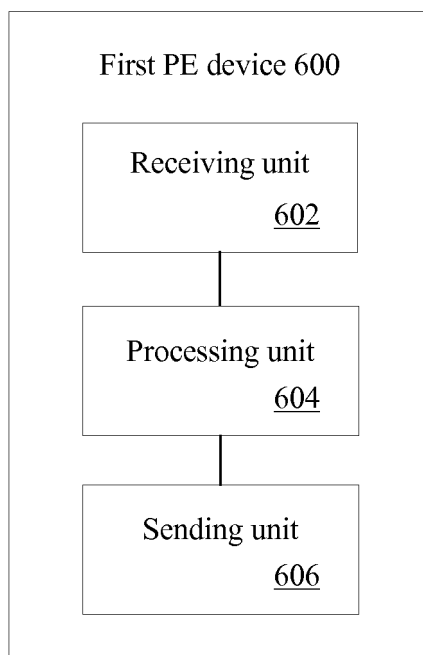 First PE device 600
Receiving unit
602
Processing unit
604
Sending unit
606